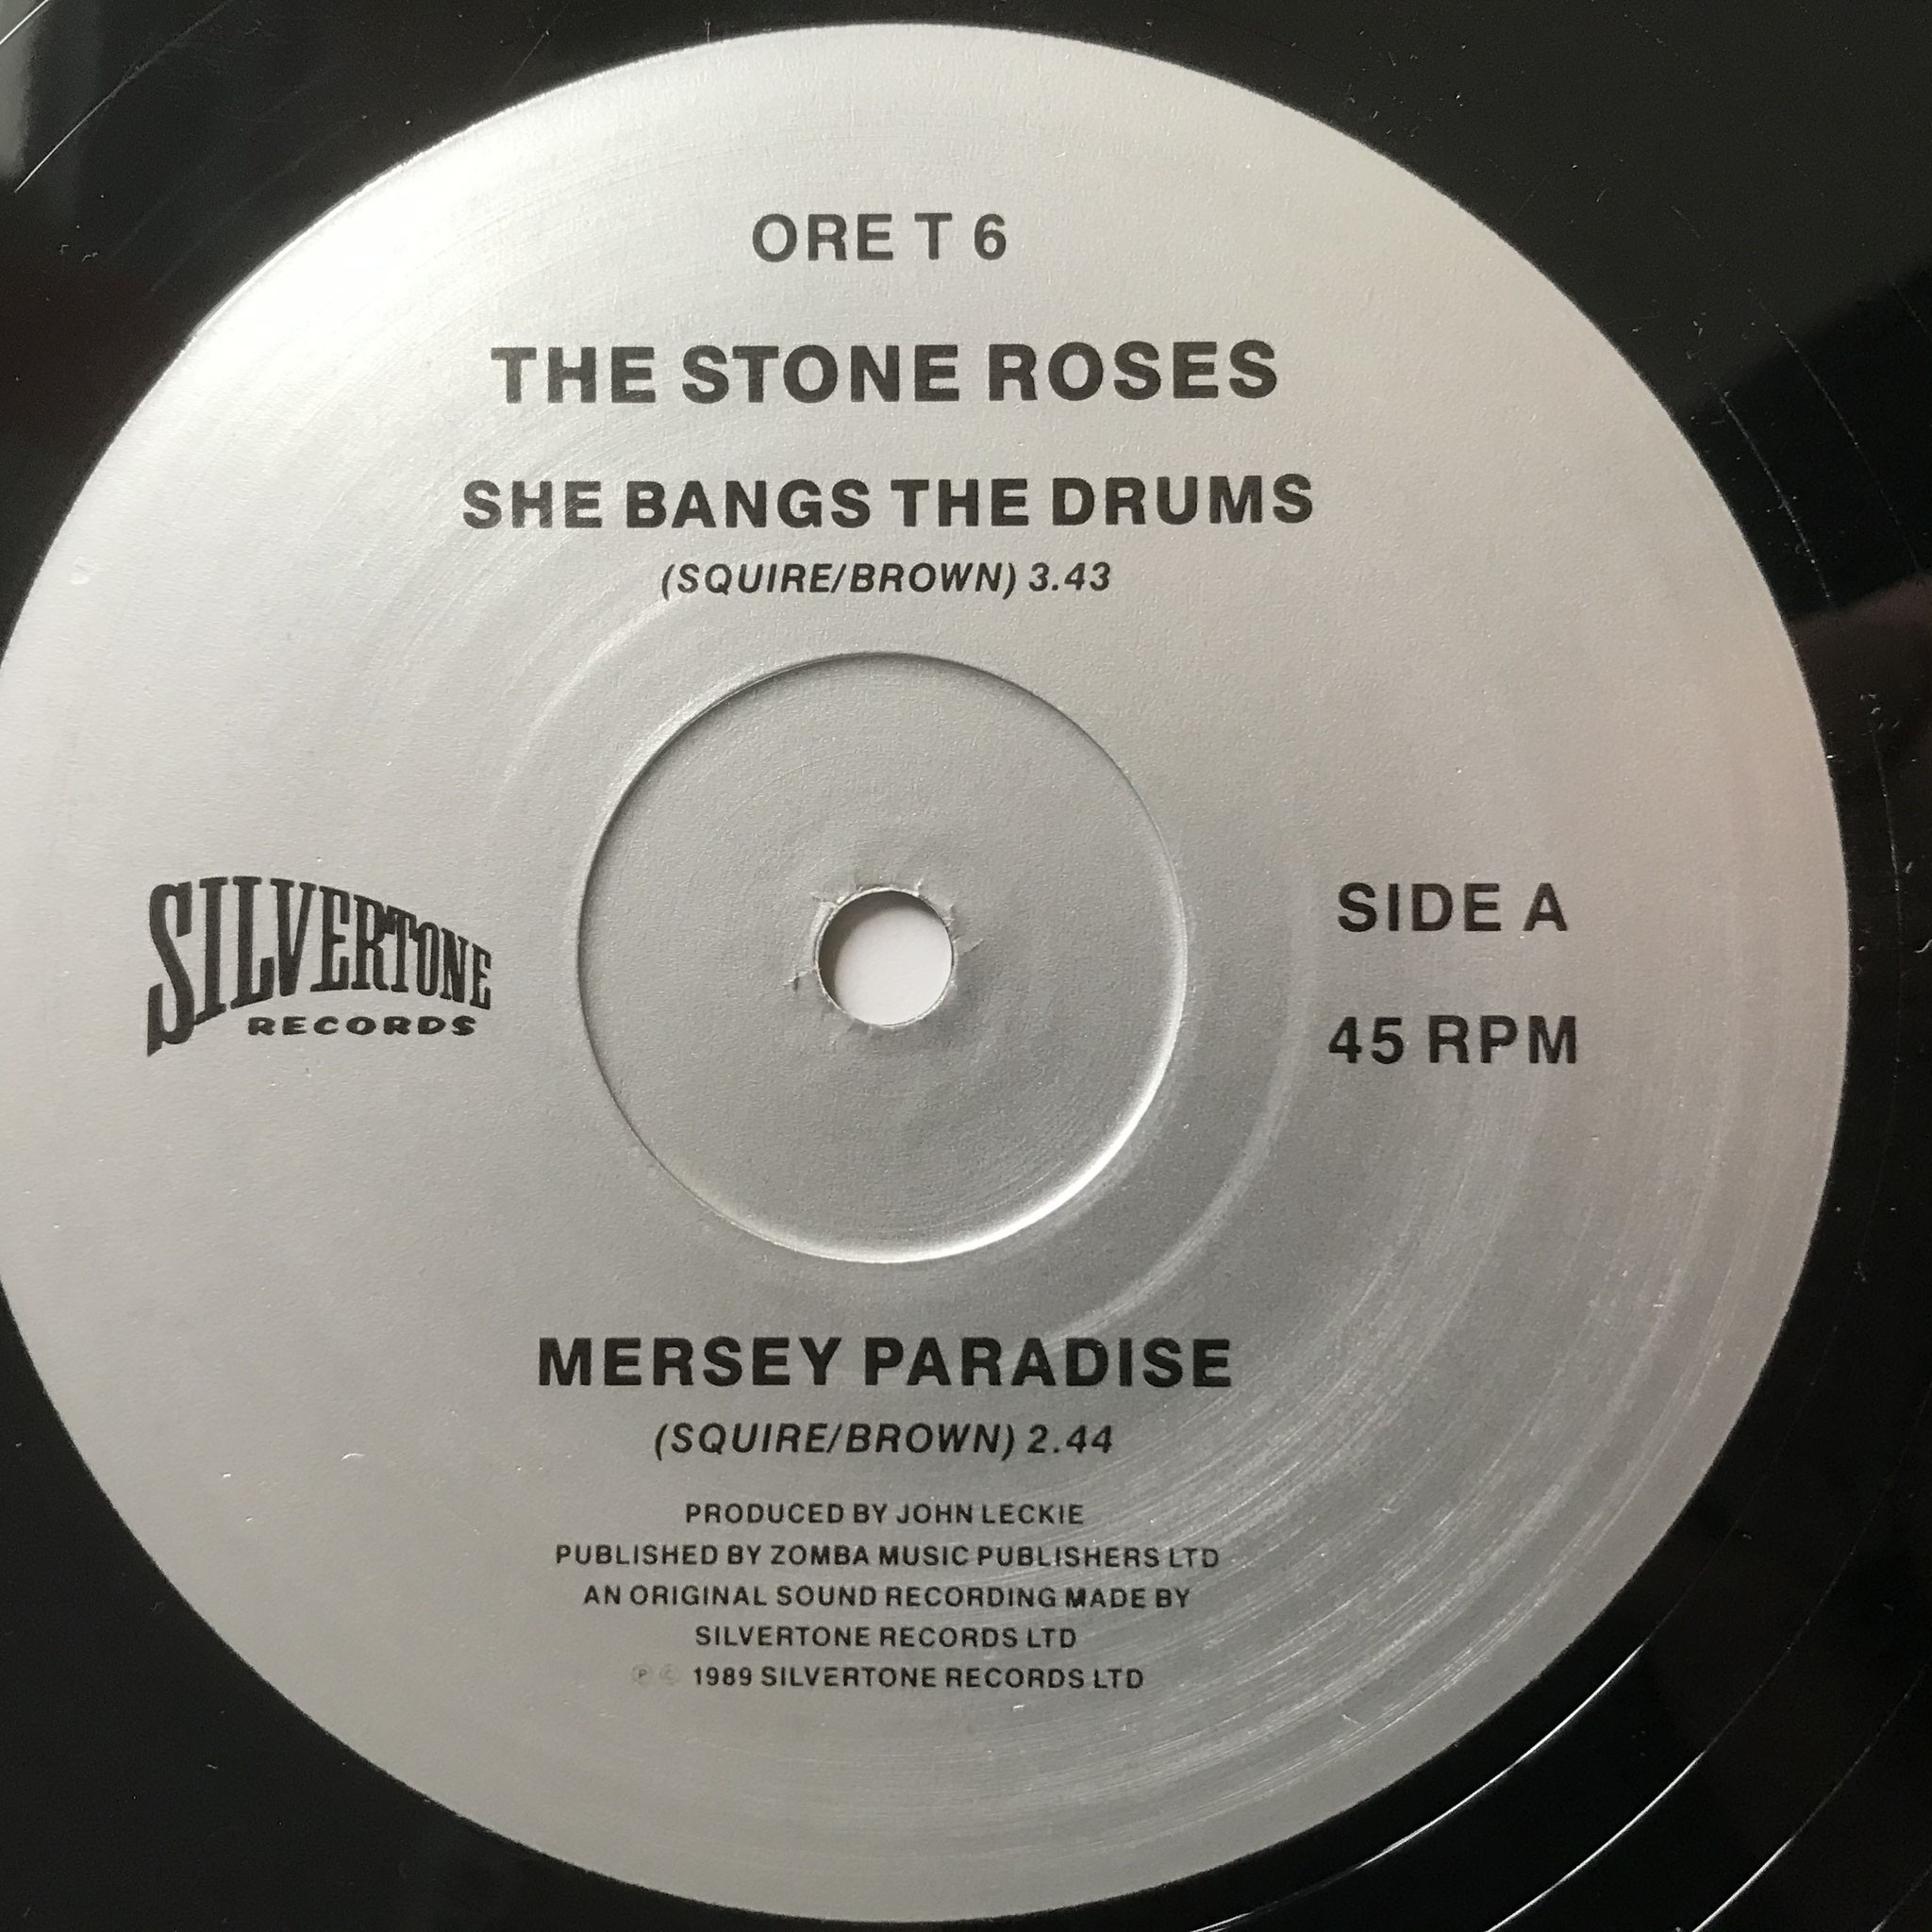 ORE T 6
THE STONE ROSES
SHE BANGS THE DRUMS
(SQUIRE/BROWN) 3.43
SILVERTONE
RECORDS
SIDE A
45 RPM
MERSEY PARADISE
(SQUIRE/BROWN) 2.44
PRODUCED BY JOHN LECKIE
PUBLISHED BY ZOMBA MUSIC PUBLISHERS LTD
AN ORIGINAL SOUND RECORDING MADE BY
SILVERTONE RECORDS LTD
Ⓟ © 1989 SILVERTONE RECORDS LTD